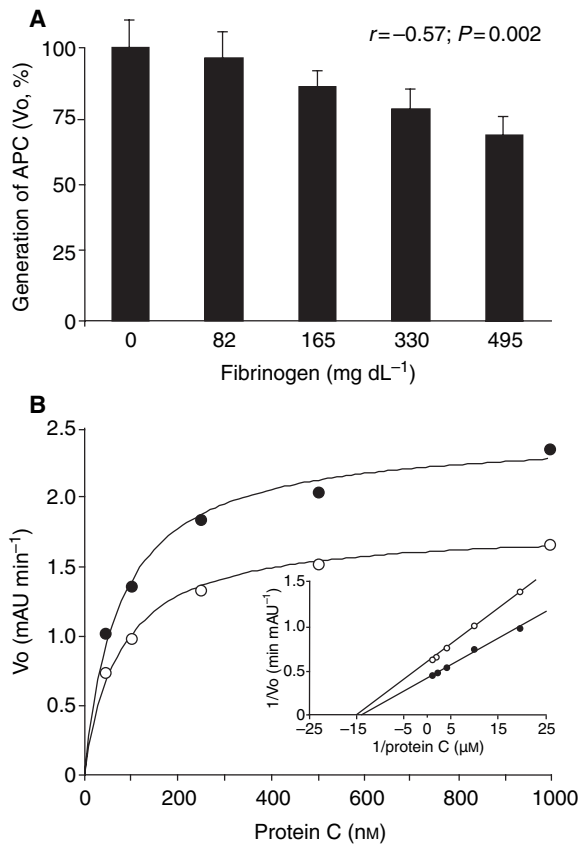 A
r=–0.57; P=0.002
Generation of APC (Vo, %)
100
75
50
25
0
0 82 165 330 495
Fibrinogen (mg dL–1)
B
Vo (mAU min–1)
2.5
2.0
1.5
1.0
0.5
0
0 200 400 600 800 1000
Protein C (nM)
1/Vo (min mAU–1)
1.5
1.0
0.5
0
–25 –15 –5 0 5 15 25
1/protein C (μM)